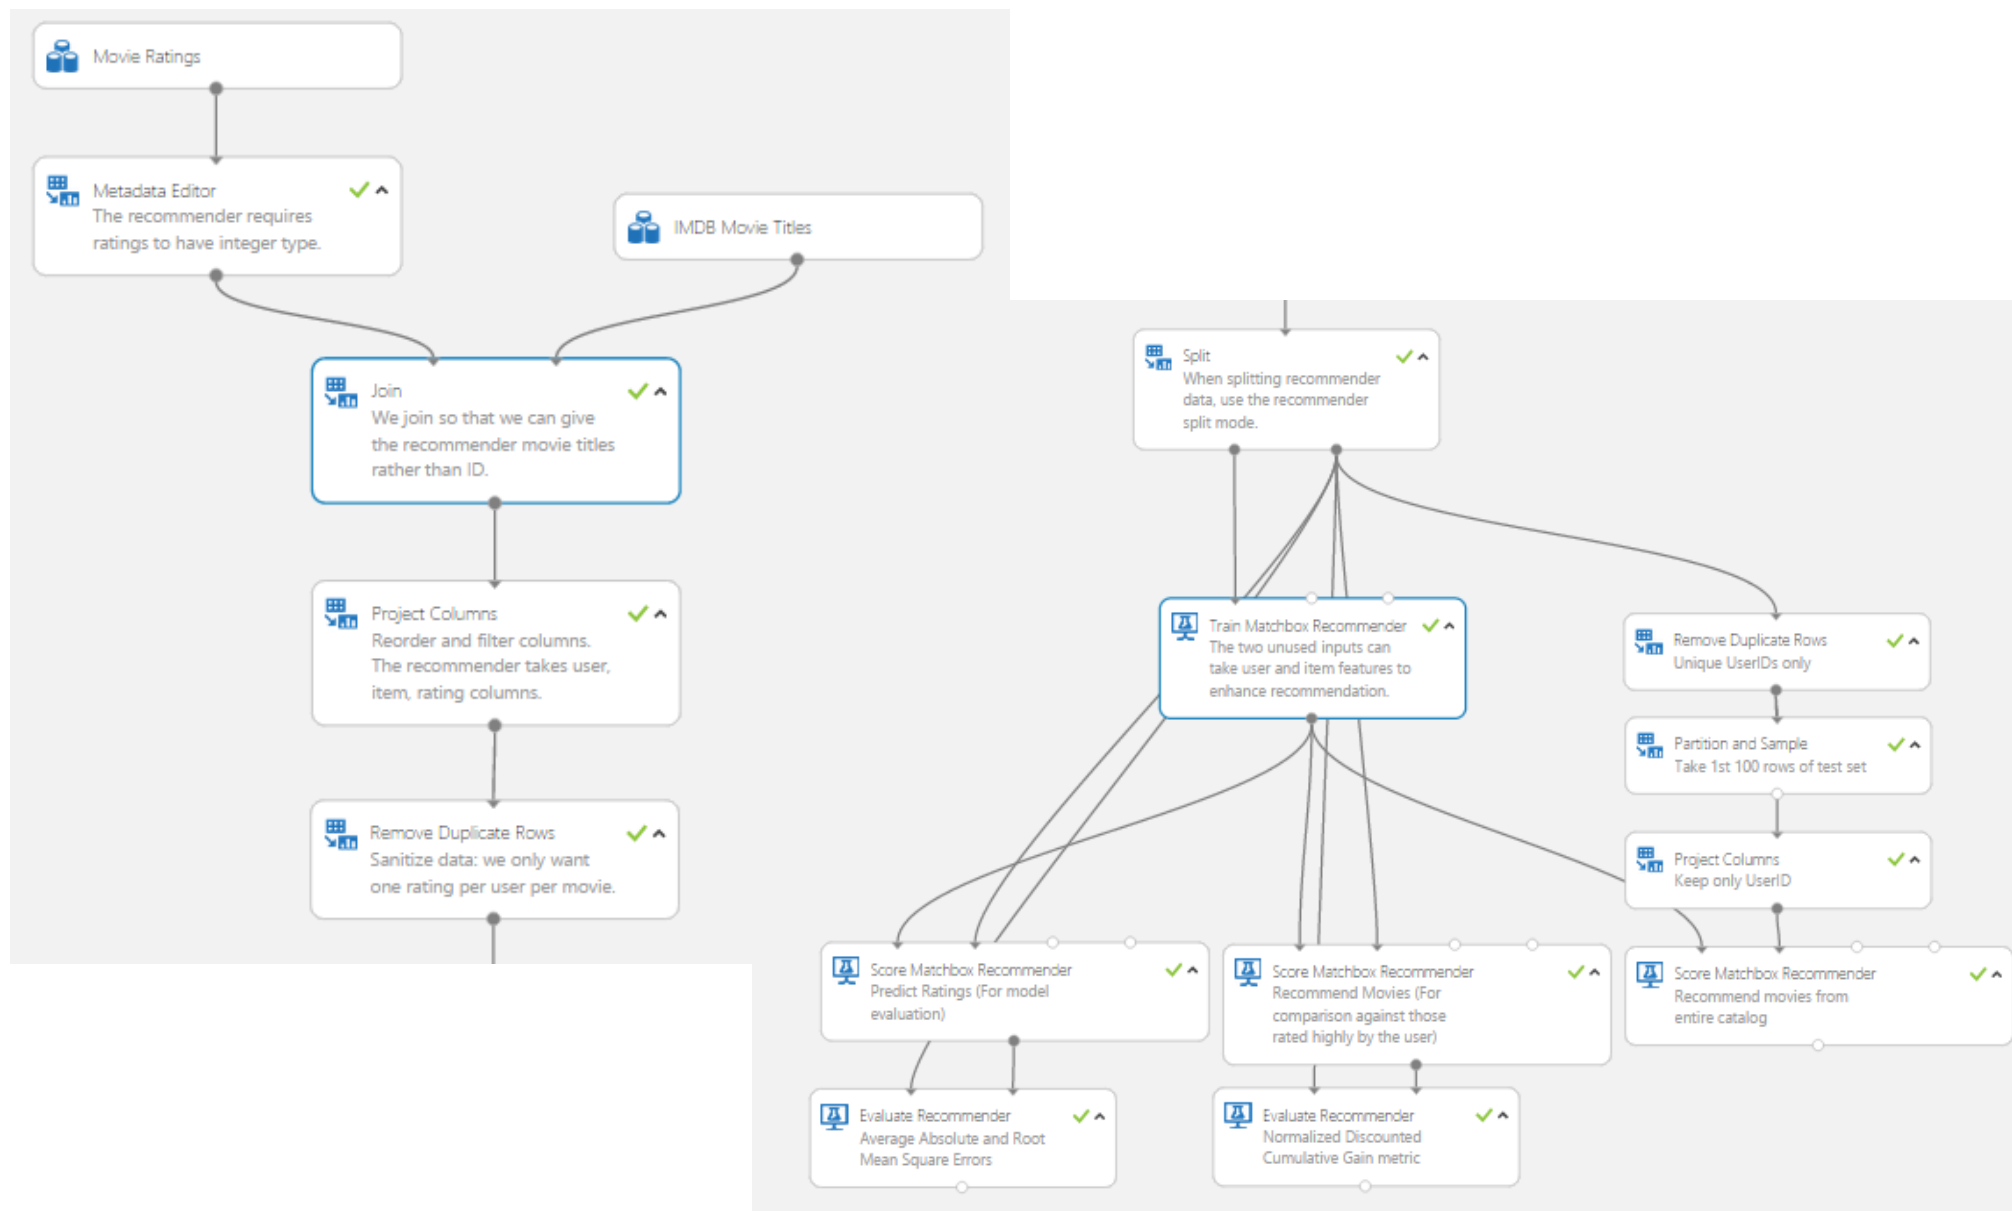 Movie Ratings
Metadata Editor
The recommender requires
ratings to have integer type.
IMDB Movie Titles
Join
We join so that we can give
the recommender movie titles
rather than ID.
Project Columns
Reorder and filter columns.
The recommender takes user,
item, rating columns.
Remove Duplicate Rows
Sanitize data: we only want
one rating per user per movie.
Split
When splitting recommender
data, use the recommender
split mode.
Train Matchbox Recommender
The two unused inputs can
take user and item features to
enhance recommendation.
Remove Duplicate Rows
Unique UserIDs only
Partition and Sample
Take 1st 100 rows of test set
Project Columns
Keep only UserID
Score Matchbox Recommender
Predict Ratings (For model
evaluation)
Score Matchbox Recommender
Recommend Movies (For
comparison against those
rated highly by the user)
Score Matchbox Recommender
Recommend movies from
entire catalog
Evaluate Recommender
Average Absolute and Root
Mean Square Errors
Evaluate Recommender
Normalized Discounted
Cumulative Gain metric